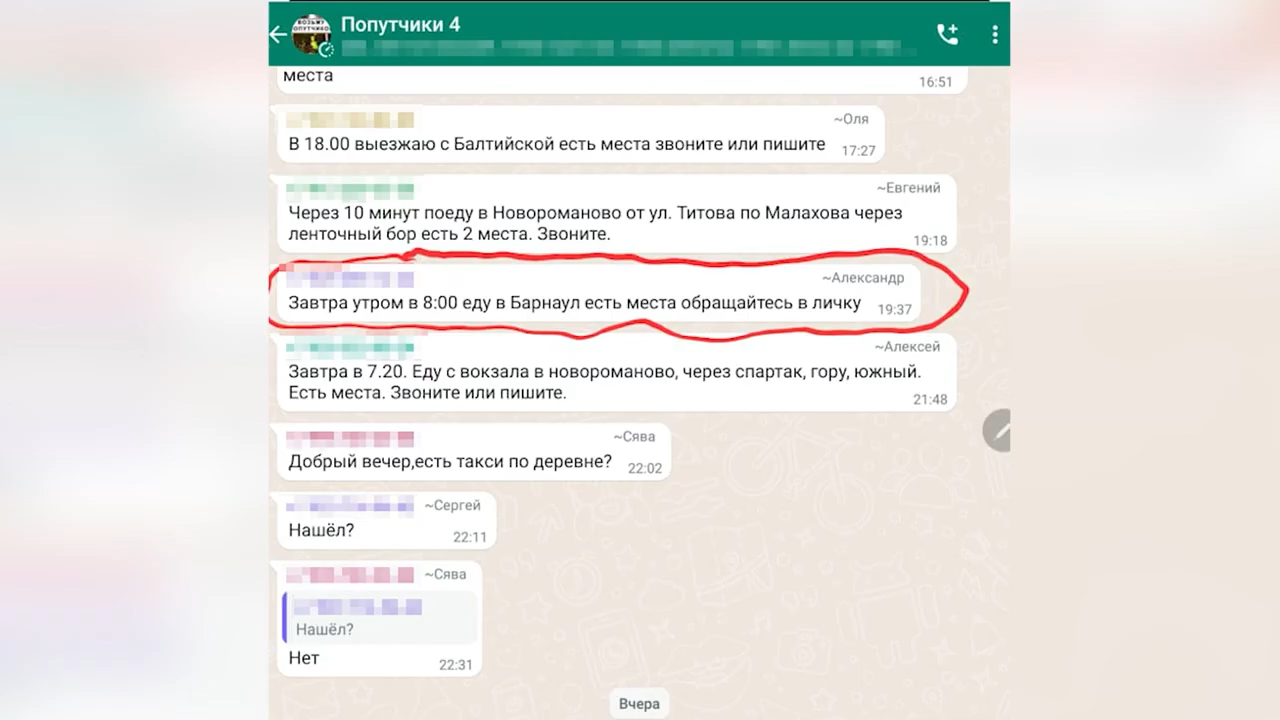 Попутчики 4
места
16:51
~Оля
В 18.00 выезжаю с Балтийской есть места звоните или пишите
17:27
~Евгений
Через 10 минут поеду в Новороманово от ул. Титова по Малахова через
ленточный бор есть 2 места. Звоните.
19:18
~Александр
Завтра утром в 8:00 еду в Барнаул есть места обращайтесь в личку
19:37
~Алексей
Завтра в 7.20. Еду с вокзала в новороманово, через спартак, гору, южный.
Есть места. Звоните или пишите.
21:48
~Сява
Добрый вечер,есть такси по деревне?
22:02
~Сергей
Нашёл?
22:11
~Сява
Нашёл?
Нет
22:31
Вчера